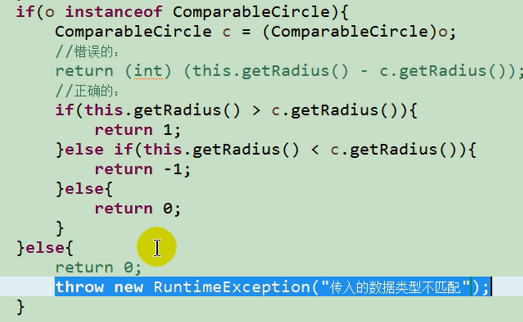 if(o instanceof ComparableCircle){
    ComparableCircle c = (ComparableCircle)o;
    //错误的：
    return (int) (this.getRadius() - c.getRadius());
    //正确的：
    if(this.getRadius() > c.getRadius()){
        return 1;
    }else if(this.getRadius() < c.getRadius()){
        return -1;
    }else{
        return 0;
    }
}else{
    return 0;
    throw new RuntimeException("传入的数据类型不匹配");
}